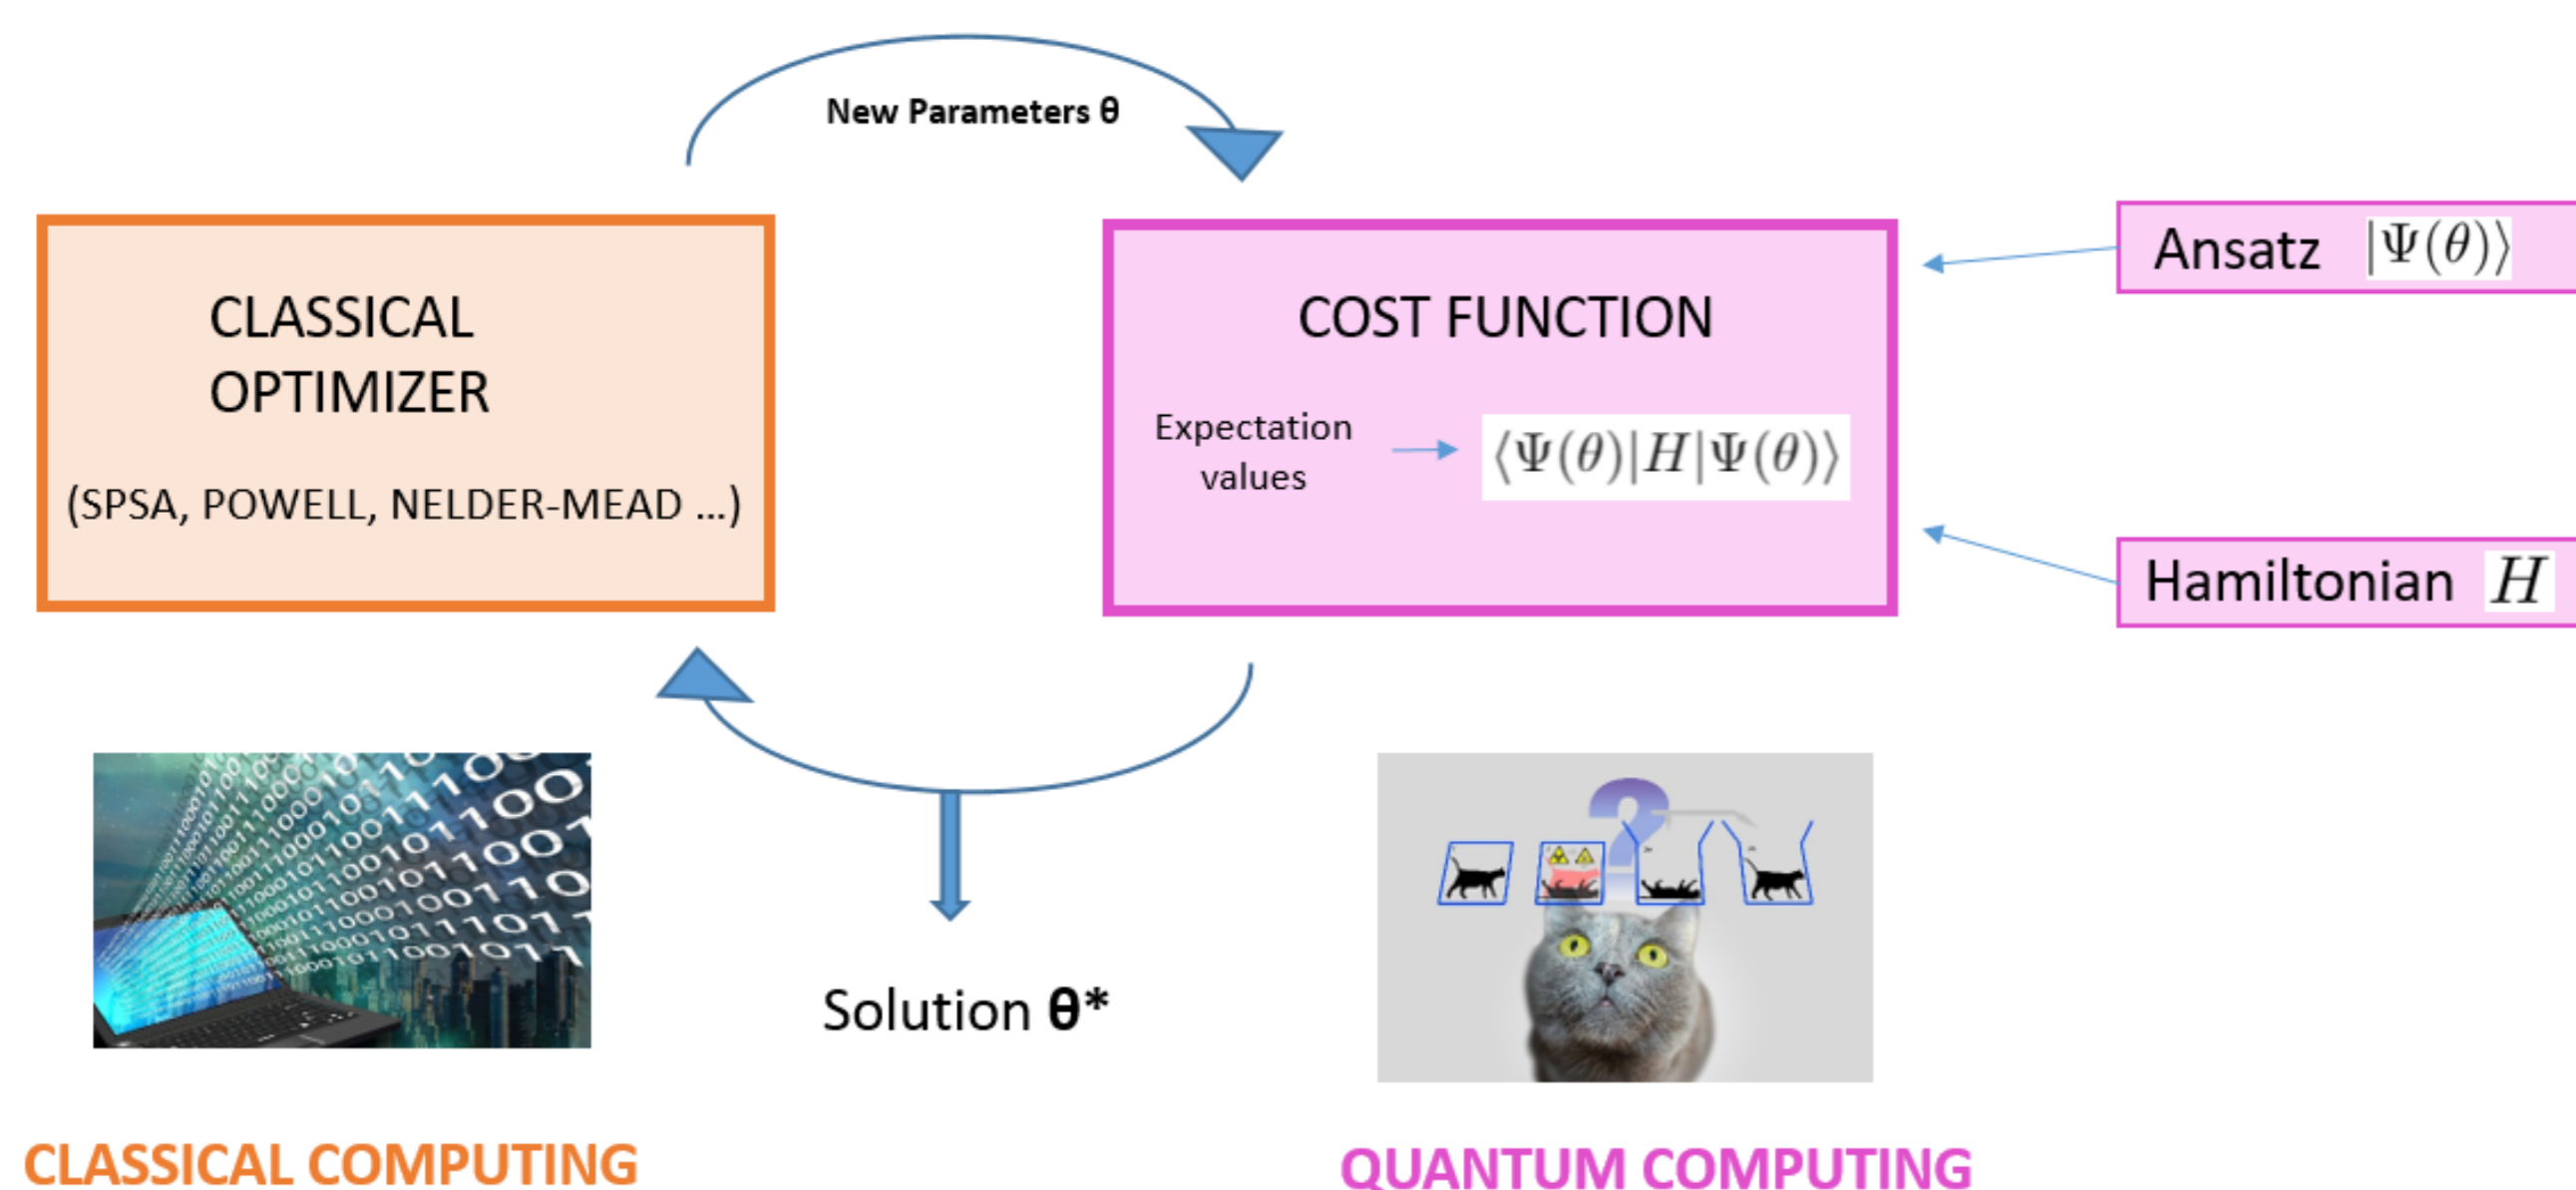 New Parameters θ
CLASSICAL
OPTIMIZER
(SPSA, POWELL, NELDER-MEAD ...)
COST FUNCTION
Expectation
values
⟨Ψ(θ)|H|Ψ(θ)⟩
Ansatz |Ψ(θ)⟩
Hamiltonian H
Solution θ*
?
CLASSICAL COMPUTING
QUANTUM COMPUTING